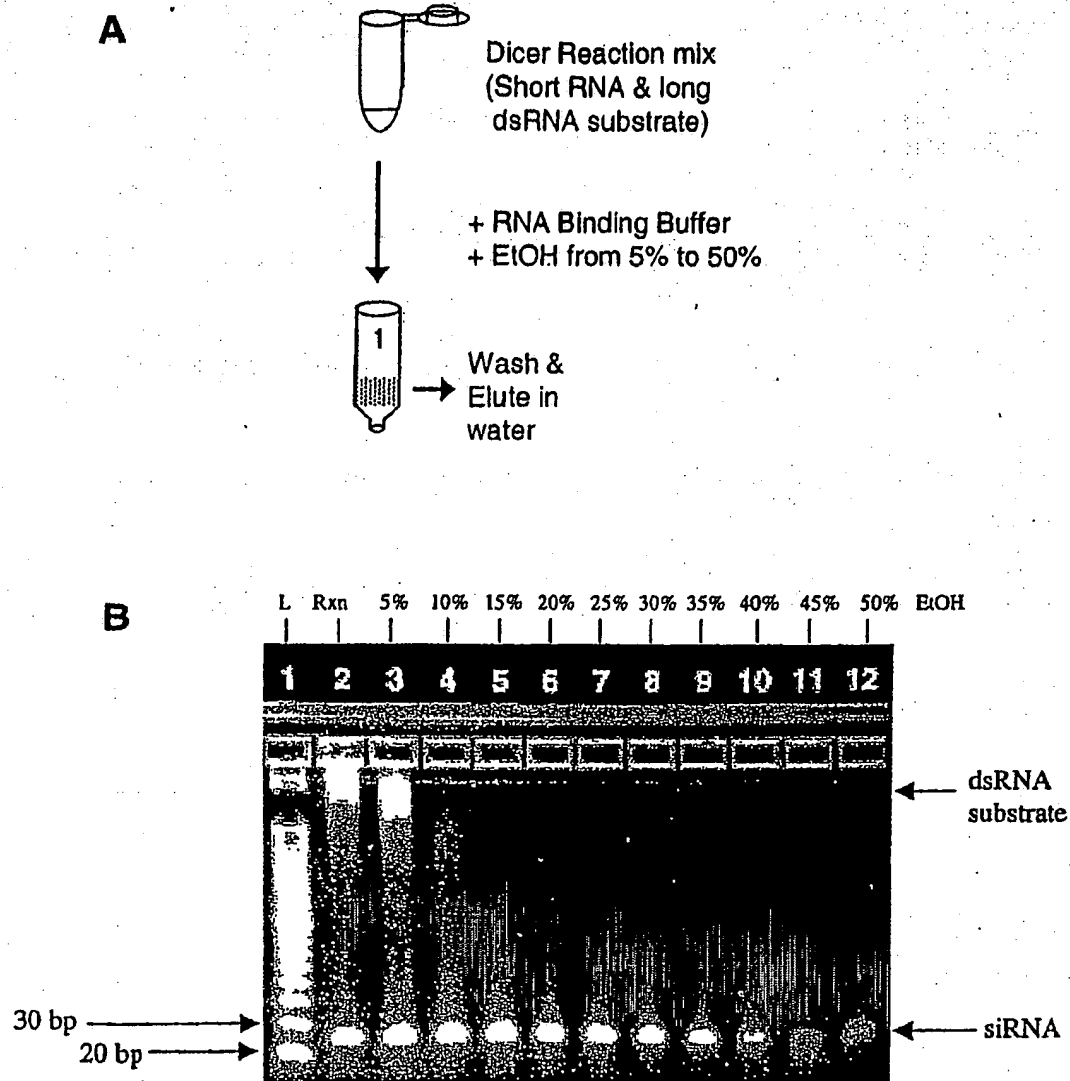 A
Dicer Reaction mix
(Short RNA & long
dsRNA substrate)
+ RNA Binding Buffer
+ EtOH from 5% to 50%
1
Wash &
Elute in
water
B
L Rxn 5% 10% 15% 20% 25% 30% 35% 40% 45% 50% EtOH
1 2 3 4 5 6 7 8 9 10 11 12
dsRNA
substrate
30 bp
siRNA
20 bp